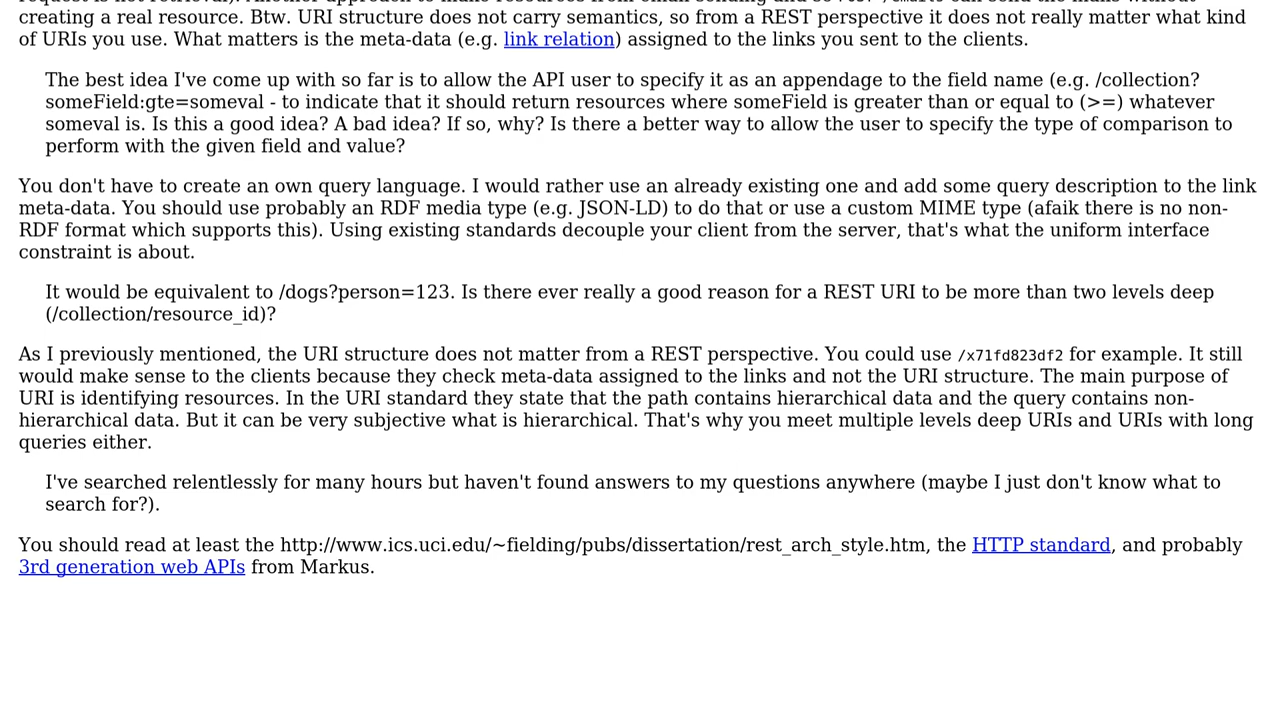 creating a real resource. Btw. URI structure does not carry semantics, so from a REST perspective it does not really matter what kind
of URIs you use. What matters is the meta-data (e.g. link relation) assigned to the links you sent to the clients.
The best idea I've come up with so far is to allow the API user to specify it as an appendage to the field name (e.g. /collection?
someField:gte=someval - to indicate that it should return resources where someField is greater than or equal to (>=) whatever
someval is. Is this a good idea? A bad idea? If so, why? Is there a better way to allow the user to specify the type of comparison to
perform with the given field and value?
You don't have to create an own query language. I would rather use an already existing one and add some query description to the link
meta-data. You should use probably an RDF media type (e.g. JSON-LD) to do that or use a custom MIME type (afaik there is no non-
RDF format which supports this). Using existing standards decouple your client from the server, that's what the uniform interface
constraint is about.
It would be equivalent to /dogs?person=123. Is there ever really a good reason for a REST URI to be more than two levels deep
(/collection/resource_id)?
As I previously mentioned, the URI structure does not matter from a REST perspective. You could use /x71fd823df2 for example. It still
would make sense to the clients because they check meta-data assigned to the links and not the URI structure. The main purpose of
URI is identifying resources. In the URI standard they state that the path contains hierarchical data and the query contains non-
hierarchical data. But it can be very subjective what is hierarchical. That's why you meet multiple levels deep URIs and URIs with long
queries either.
I've searched relentlessly for many hours but haven't found answers to my questions anywhere (maybe I just don't know what to
search for?).
You should read at least the http://www.ics.uci.edu/~fielding/pubs/dissertation/rest_arch_style.htm, the HTTP standard, and probably
3rd generation web APIs from Markus.